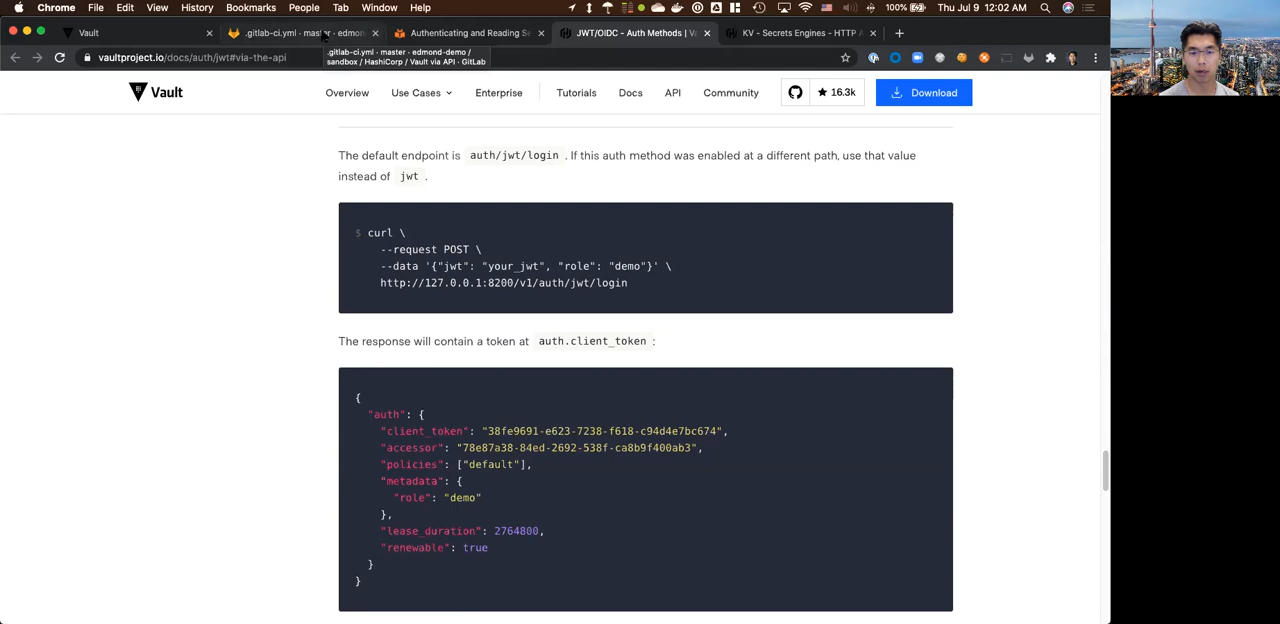 Chrome File Edit View History Bookmarks People Tab Window Help 100% Thu Jul 9 12:02 AM
Vault
.gitlab-ci.yml · master · edmon
Authenticating and Reading Se
JWT/OIDC - Auth Methods | Va
KV - Secrets Engines - HTTP A
.gitlab-ci.yml · master · edmond-demo /
sandbox / HashiCorp / Vault via API · GitLab
vaultproject.io/docs/auth/jwt#via-the-api
Vault Overview Use Cases Enterprise Tutorials Docs API Community ★ 16.3k Download
The default endpoint is auth/jwt/login . If this auth method was enabled at a different path, use that value
instead of jwt .
$ curl \
--request POST \
--data '{"jwt": "your_jwt", "role": "demo"}' \
http://127.0.0.1:8200/v1/auth/jwt/login
The response will contain a token at auth.client_token :
{
"auth": {
"client_token": "38fe9691-e623-7238-f618-c94d4e7bc674",
"accessor": "78e87a38-84ed-2692-538f-ca8b9f400ab3",
"policies": ["default"],
"metadata": {
"role": "demo"
},
"lease_duration": 2764800,
"renewable": true
}
}